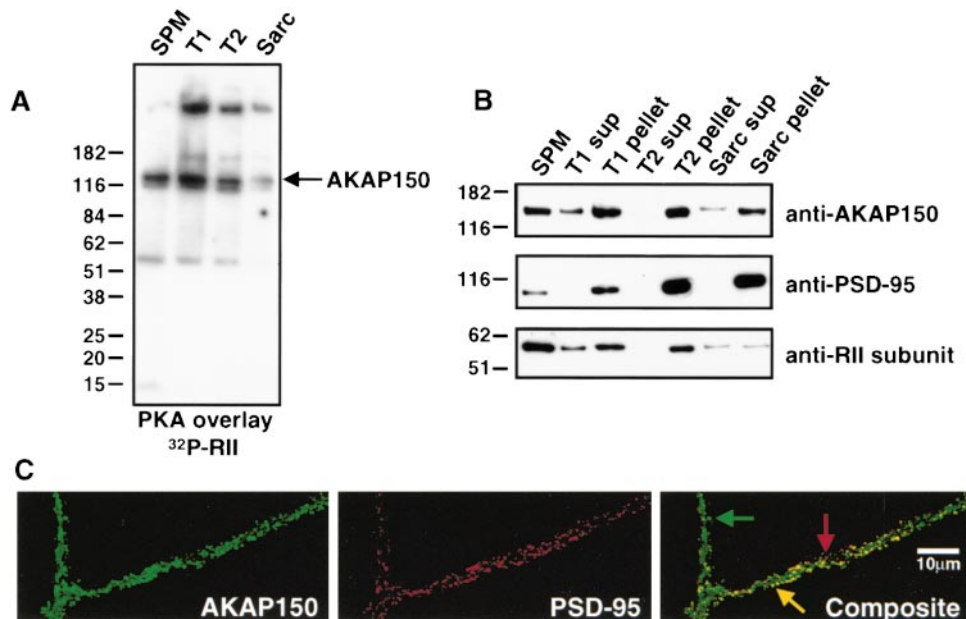 A
SPM
T1
T2
Sarc
182
116
84
62
51
38
25
20
15
AKAP150
PKA overlay
³²P-RII
B
SPM
T1 sup
T1 pellet
T2 sup
T2 pellet
Sarc sup
Sarc pellet
182
116
anti-AKAP150
116
anti-PSD-95
62
51
anti-RII subunit
C
AKAP150
PSD-95
10μm
Composite